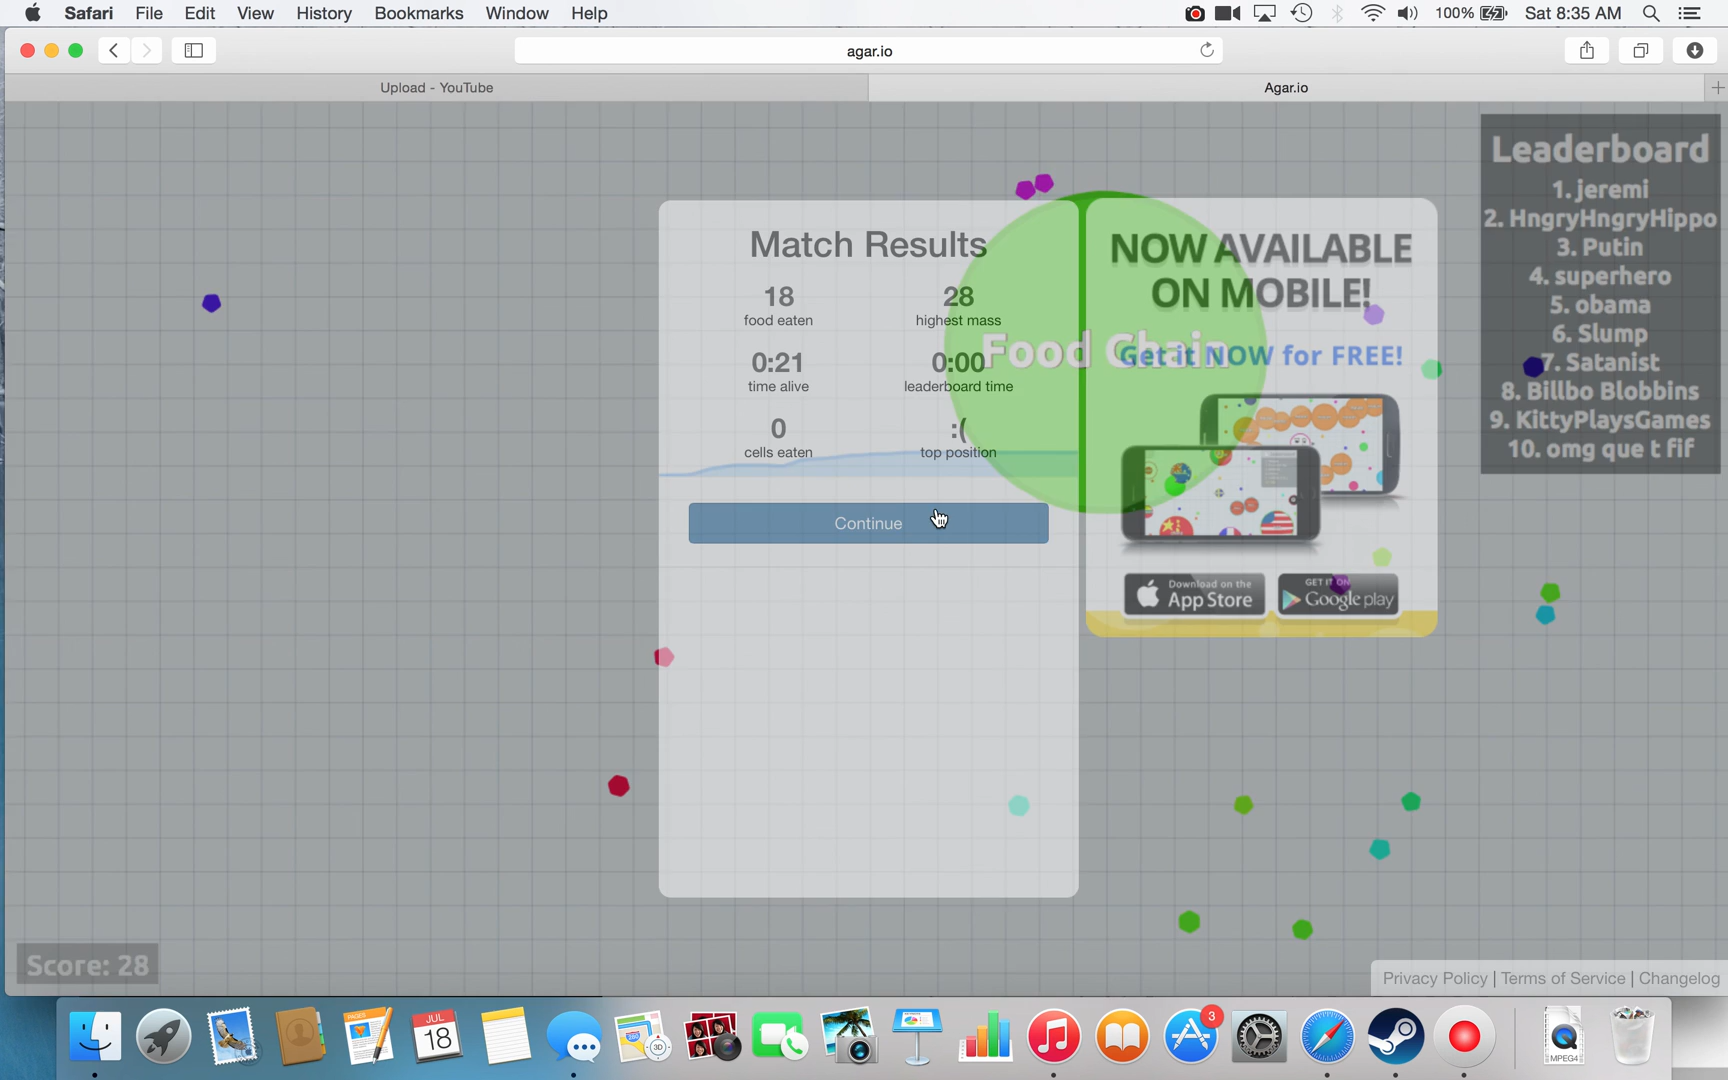 Safari File Edit View History Bookmarks Window Help 100% Sat 8:35 AM
agar.io
Upload - YouTube Agar.io
Leaderboard
1. jeremi
2. HngryHngryHippo
3. Putin
4. superhero
5. obama
6. Slump
7. Satanist
8. Billbo Blobbins
9. KittyPlaysGames
10. omg que t fif
Match Results
18 28
food eaten highest mass
0:21 0:00
time alive leaderboard time
0 :(
cells eaten top position
Continue
Food Chain
NOW AVAILABLE
ON MOBILE!
Get it NOW for FREE!
Download on the
App Store
GET IT ON
Google play
Score: 28
Privacy Policy | Terms of Service | Changelog
JUL
18
3D
3
MPEG4